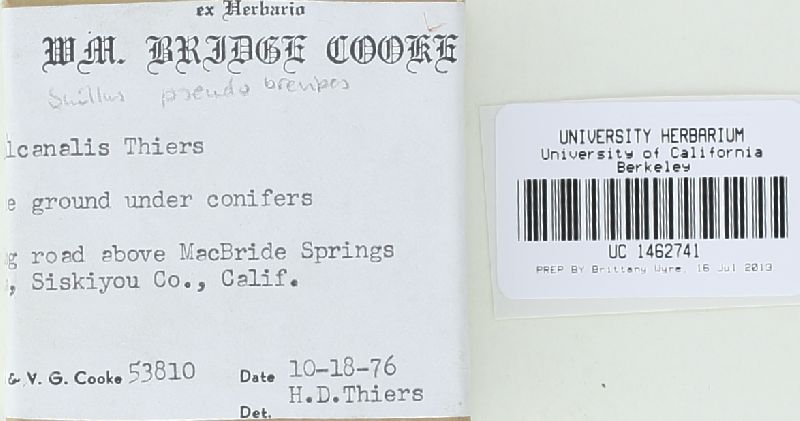 ex Herbario
WM. BRIDGE COOKE
Suillus pseudo brevipes
lcanalis Thiers
e ground under conifers
g road above MacBride Springs
, Siskiyou Co., Calif.
& V. G. Cooke 53810 Date 10-18-76
H.D.Thiers
Det.
UNIVERSITY HERBARIUM
University of California
Berkeley
UC 1462741
PREP BY Brittany Wyre, 16 Jul 2013